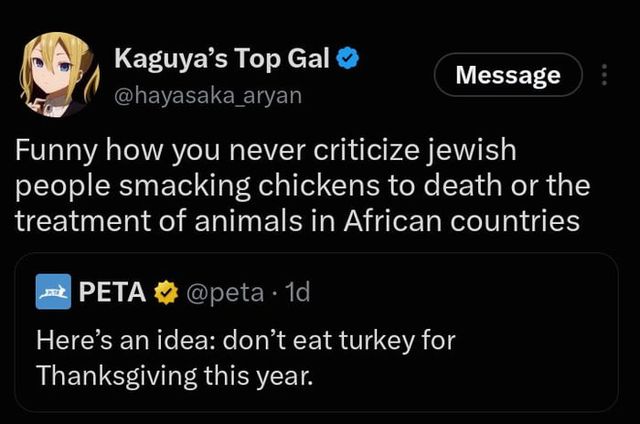 Kaguya's Top Gal
Message
@hayasaka_aryan
Funny how you never criticize jewish
people smacking chickens to death or the
treatment of animals in African countries
PETA @peta · 1d
Here's an idea: don't eat turkey for
Thanksgiving this year.